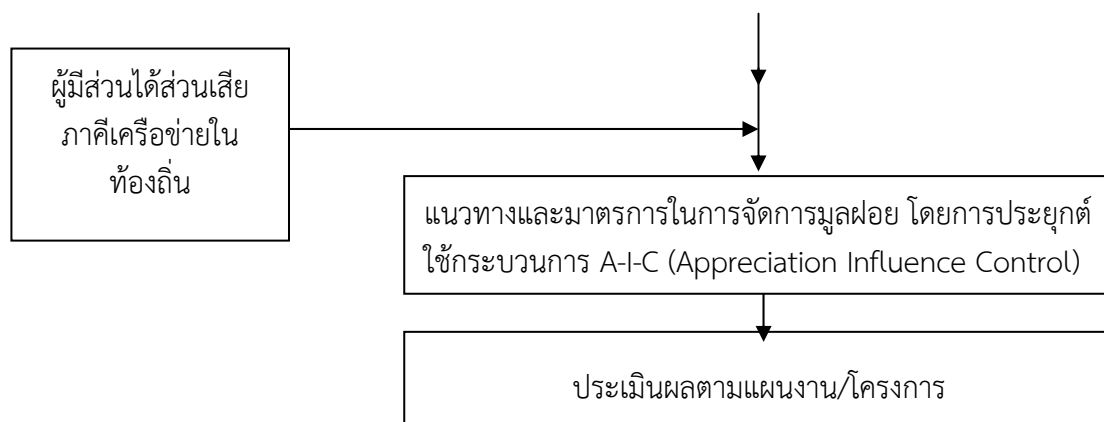 ผู้มีส่วนได้ส่วนเสีย
ภาคีเครือข่ายใน
ท้องถิ่น
แนวทางและมาตรการในการจัดการมูลฝอย โดยการประยุกต์
ใช้กระบวนการ A-I-C (Appreciation Influence Control)
ประเมินผลตามแผนงาน/โครงการ